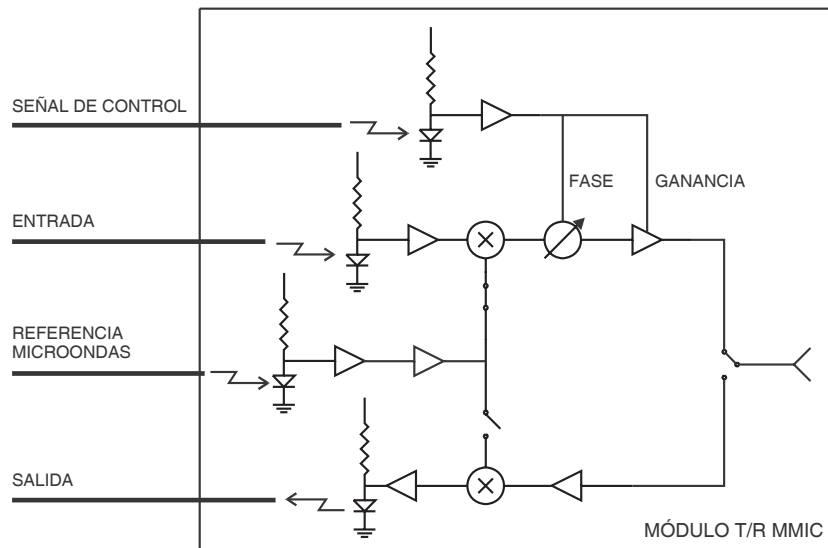 SEÑAL DE CONTROL
FASE
GANANCIA
ENTRADA
REFERENCIA
MICROONDAS
SALIDA
MÓDULO T/R MMIC